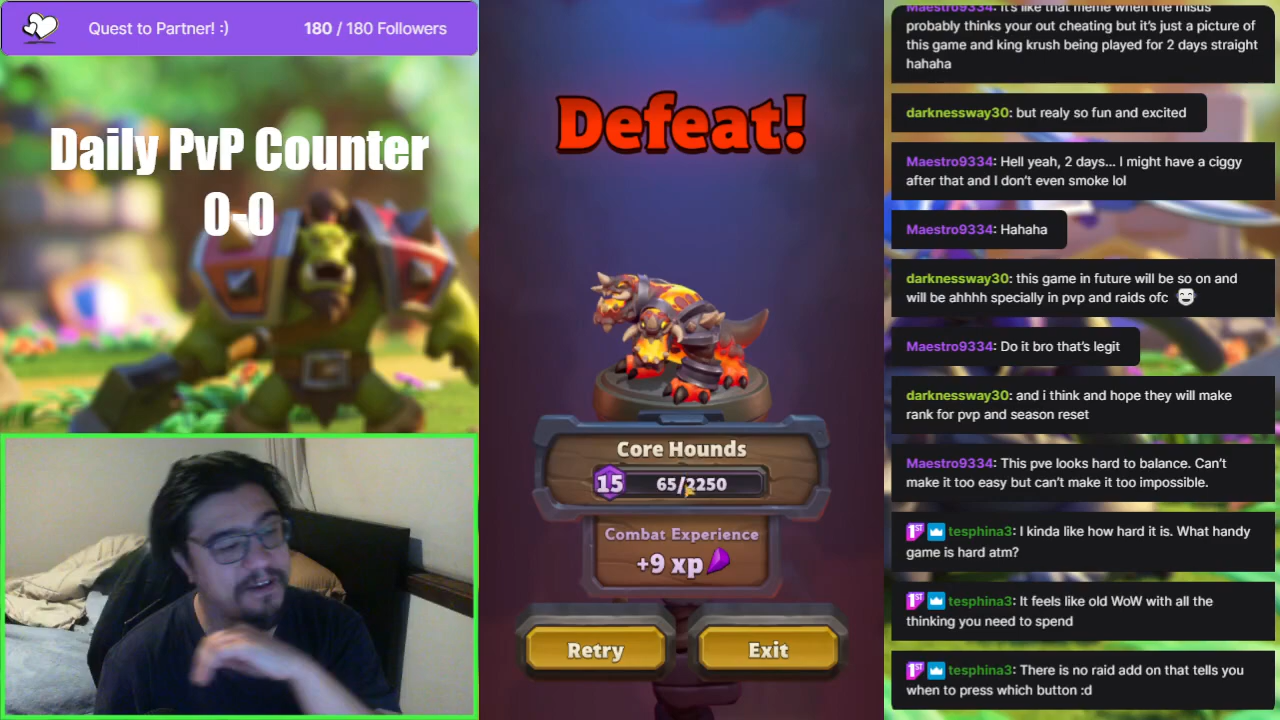 Quest to Partner! :)
180 / 180 Followers
Daily PvP Counter
0-0
Defeat!
Core Hounds
15
65/2250
Combat Experience
+9 xp
Retry
Exit
Maestro9334: It's like that meme when the misus
probably thinks your out cheating but it's just a picture of
this game and king krush being played for 2 days straight
hahaha
darknessway30: but realy so fun and excited
Maestro9334: Hell yeah, 2 days... I might have a ciggy
after that and I don't even smoke lol
Maestro9334: Hahaha
darknessway30: this game in future will be so on and
will be ahhhh specially in pvp and raids ofc
Maestro9334: Do it bro that's legit
darknessway30: and i think and hope they will make
rank for pvp and season reset
Maestro9334: This pve looks hard to balance. Can't
make it too easy but can't make it too impossible.
1ST tesphina3: I kinda like how hard it is. What handy
game is hard atm?
1ST tesphina3: It feels like old WoW with all the
thinking you need to spend
1ST tesphina3: There is no raid add on that tells you
when to press which button :d